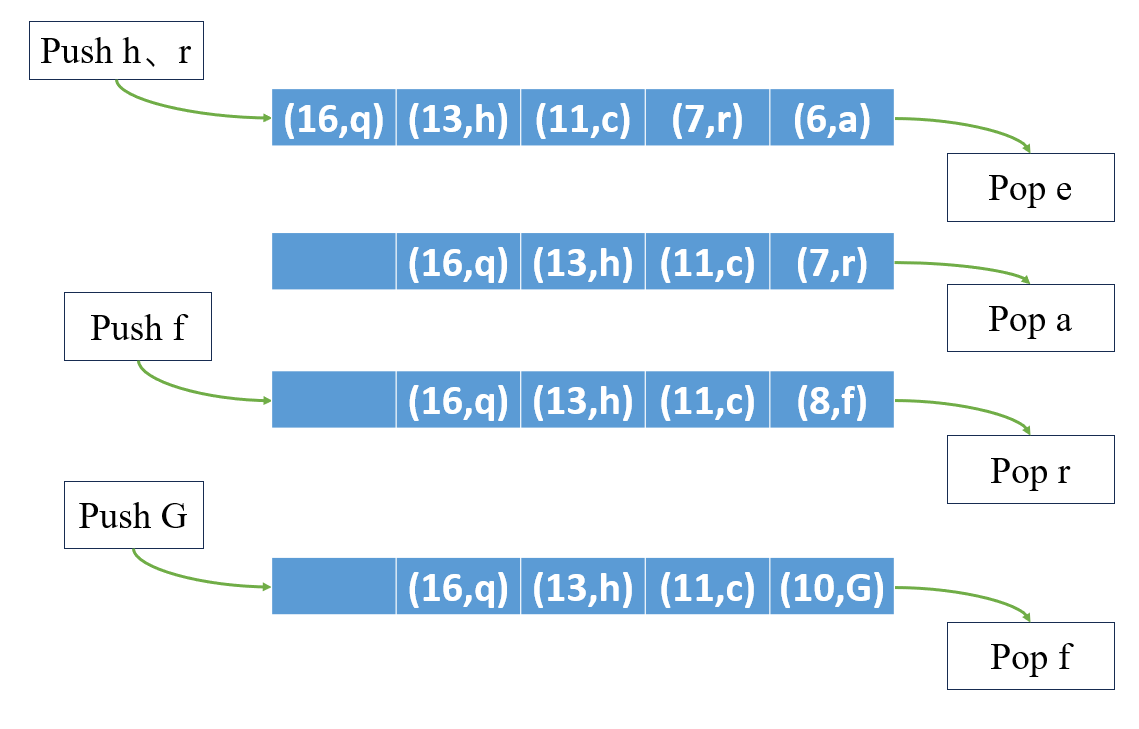 Push h、r
(16,q) (13,h) (11,c) (7,r) (6,a)
Pop e
(16,q) (13,h) (11,c) (7,r)
Pop a
Push f
(16,q) (13,h) (11,c) (8,f)
Pop r
Push G
(16,q) (13,h) (11,c) (10,G)
Pop f